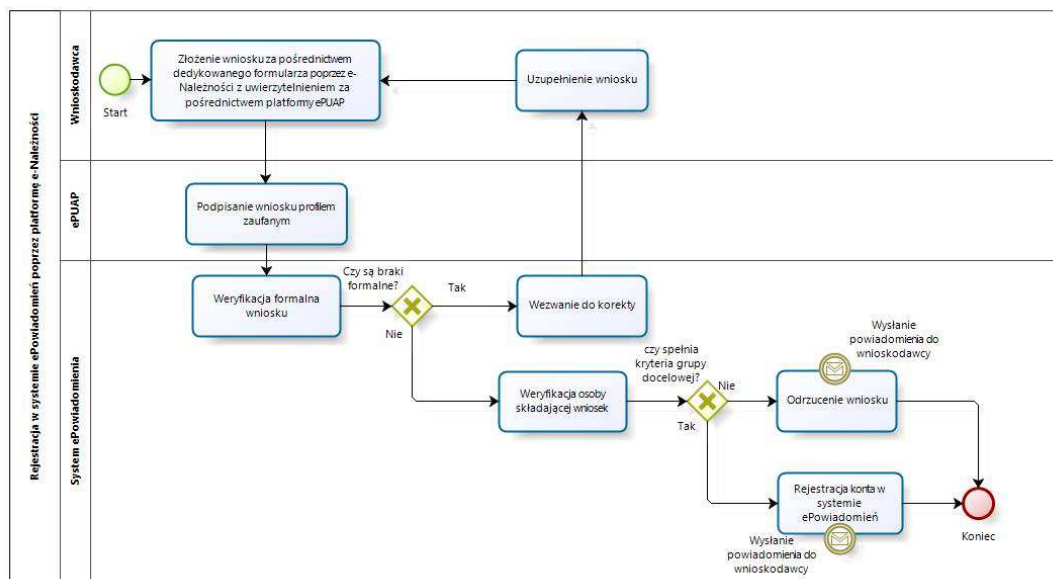 Rejestracja w systemie ePowiadomień poprzez platformę e-Należności
Wnioskodawca
Start
Złożenie wniosku za pośrednictwem
dedykowanego formularza poprzez e-
Należności z uwierzytelnieniem za
pośrednictwem platformy ePUAP
Uzupełnienie wniosku
ePUAP
Podpisanie wniosku profilem
zaufanym
System ePowiadomienia
Weryfikacja formalna
wniosku
Czy są braki
formalne?
Tak
Nie
Wezwanie do korekty
Weryfikacja osoby
składającej wniosek
czy spełnia
kryteria grupy
docelowej?
Nie
Tak
Wysłanie
powiadomienia do
wnioskodawcy
Odrzucenie wniosku
Rejestracja konta w
systemie
ePowiadomień
Wysłanie
powiadomienia do
wnioskodawcy
Koniec